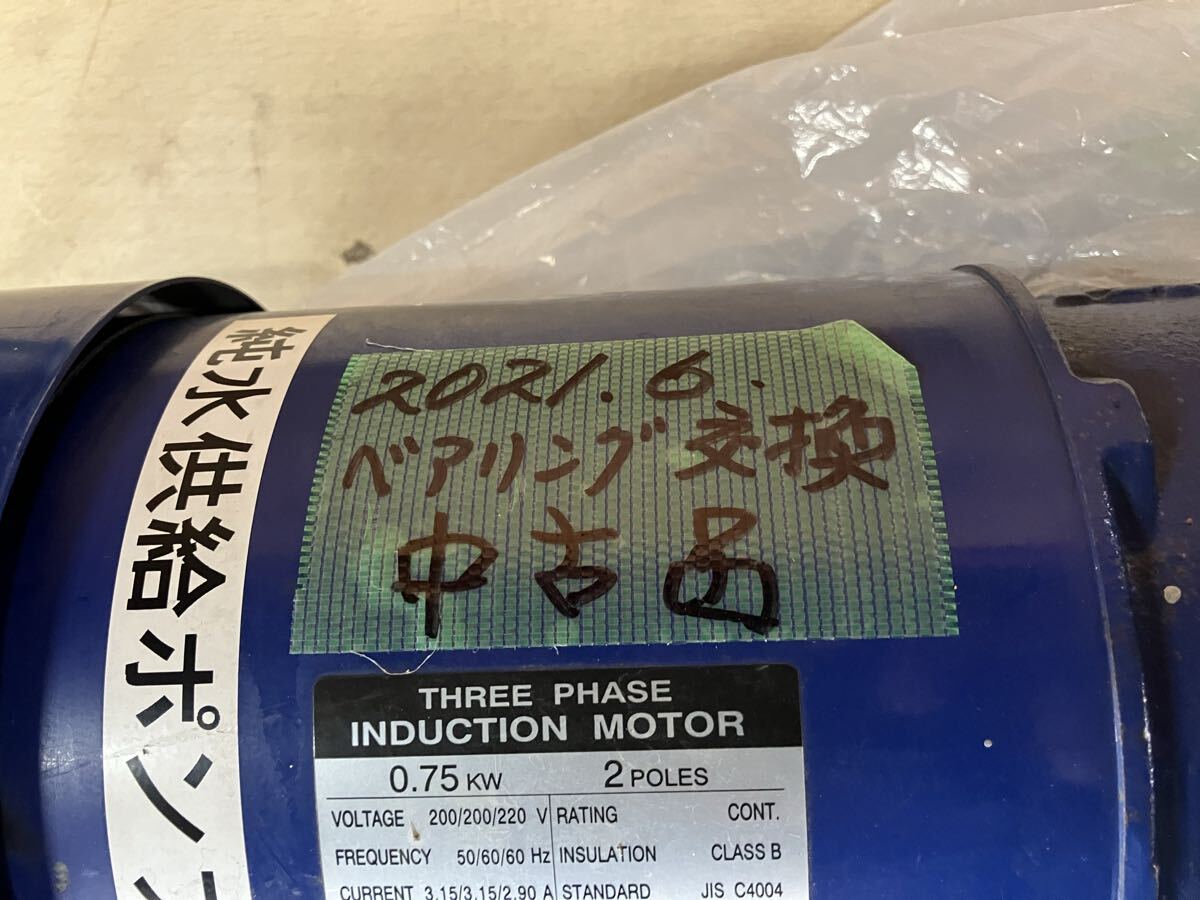 純水供給ポンプ
2021.6.
ベアリング交換
中古品
THREE PHASE
INDUCTION MOTOR
0.75 KW 2 POLES
VOLTAGE 200/200/220 V RATING CONT.
FREQUENCY 50/60/60 Hz INSULATION CLASS B
CURRENT 3.15/3.15/2.90 A STANDARD JIS C4004